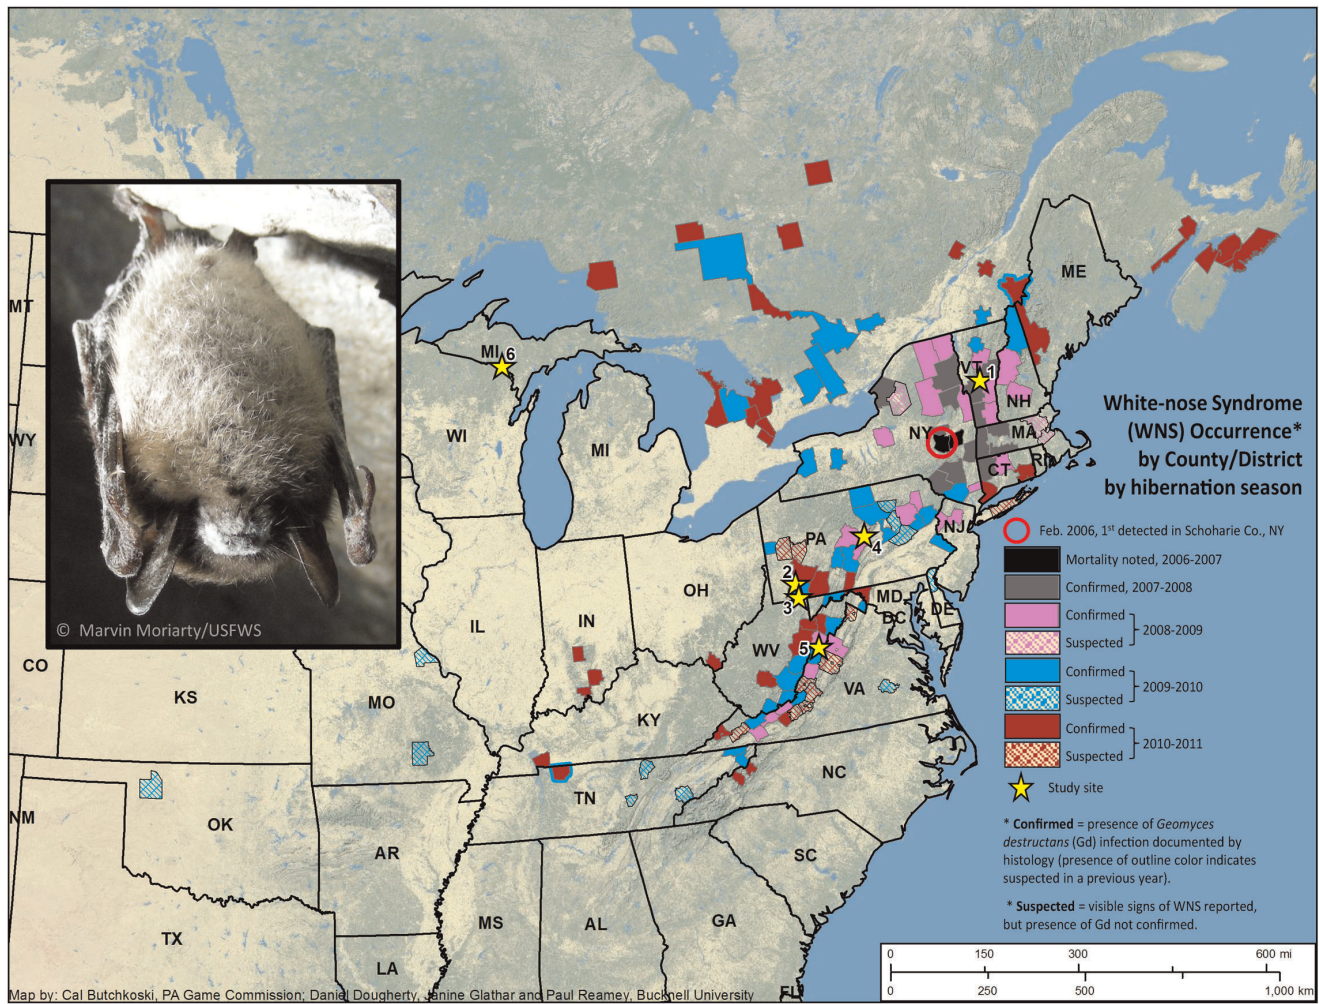 MT
WY
CO
NM
KS
OK
TX
MO
AR
LA
WI
IL
MI
6
MI
IN
OH
KY
TN
MS
AL
GA
SC
NC
FL
WV
VA
PA
MD
DC
DE
NJ
NY
CT
RI
MA
NH
VT
ME
1
2
3
4
5
© Marvin Moriarty/USFWS
White-nose Syndrome
(WNS) Occurrence*
by County/District
by hibernation season
Feb. 2006, 1st detected in Schoharie Co., NY
Mortality noted, 2006-2007
Confirmed, 2007-2008
Confirmed
2008-2009
Suspected
Confirmed
2009-2010
Suspected
Confirmed
2010-2011
Suspected
Study site
* Confirmed = presence of Geomyces
destructans (Gd) infection documented by
histology (presence of outline color indicates
suspected in a previous year).
* Suspected = visible signs of WNS reported,
but presence of Gd not confirmed.
0 150 300 600 mi
0 250 500 1,000 km
Map by: Cal Butchkoski, PA Game Commission; Daniel Dougherty, Janine Glathar and Paul Reamey, Bucknell University